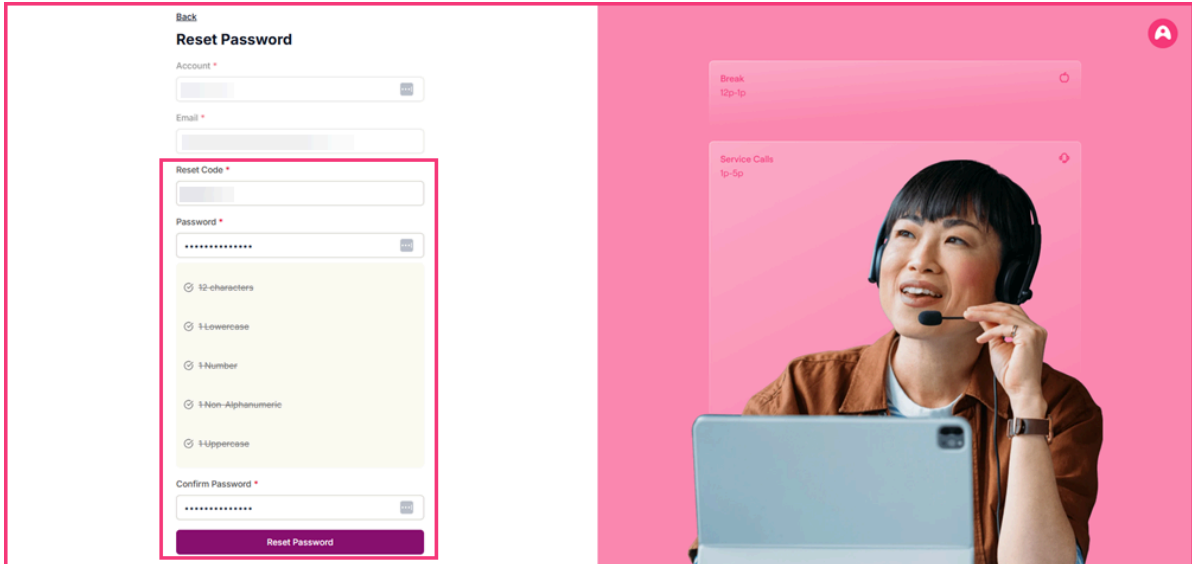 Back
Reset Password
Account *
Email *
Reset Code *
Password *
••••••••••••••
12 characters
1 Lowercase
1 Number
1 Non-Alphanumeric
1 Uppercase
Confirm Password *
••••••••••••••
Reset Password
Break
12p-1p
Service Calls
1p-5p